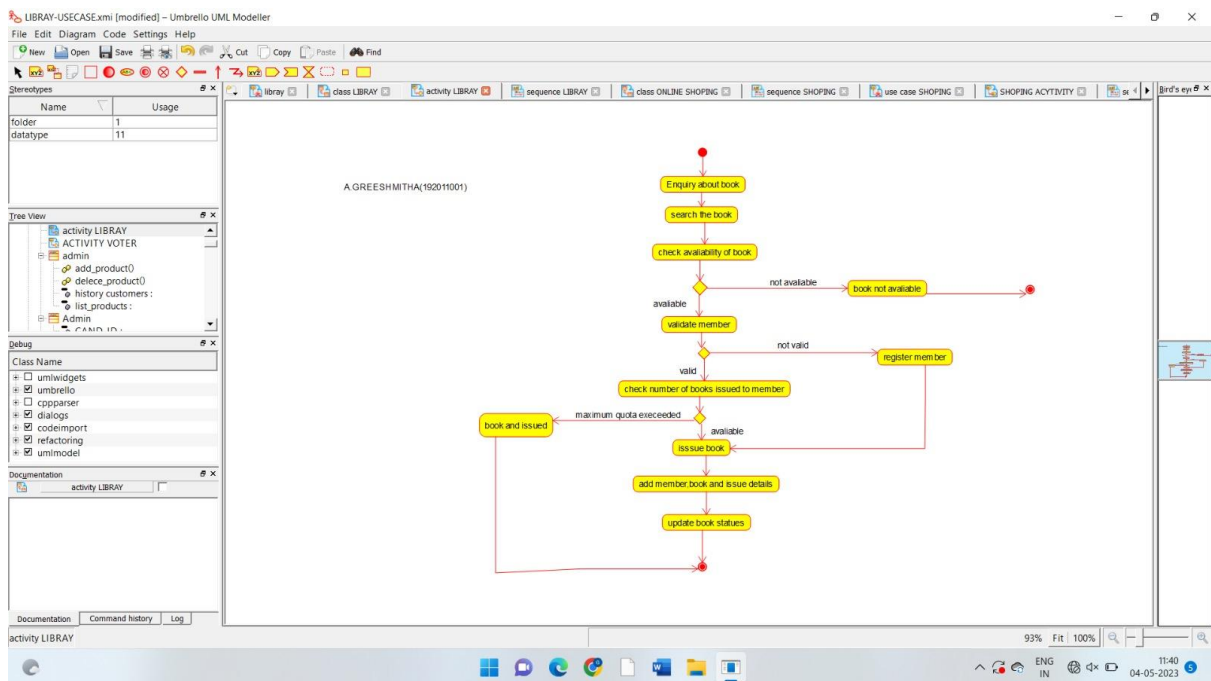 LIBRAY-USECASE.xmi [modified] – Umbrello UML Modeller
File Edit Diagram Code Settings Help
New Open Save Cut Copy Paste Find
Stereotypes
Name Usage
folder 1
datatype 11
libray class LIBRAY activity LIBRAY sequence LIBRAY class ONLINE SHOPING sequence SHOPING use case SHOPING SHOPING ACYTIVITY
Bird's eye
Tree View
activity LIBRAY
ACTIVITY VOTER
admin
add_product()
delece_product()
history customers :
list_products :
Admin
CAND_ID :
Debug
Class Name
umlwidgets
umbrello
cppparser
dialogs
codeimport
refactoring
umlmodel
Documentation
activity LIBRAY
Documentation Command history Log
A.GREESHMITHA(192011001)
Enquiry about book
search the book
check avaliability of book
not avaliable
book not avaliable
avaliable
validate member
not valid
register member
valid
check number of books issued to member
maximum quota execeeded
book and issued
avaliable
isssue book
add member,book and issue details
update book statues
activity LIBRAY
93% Fit 100%
ENG
IN
11:40
04-05-2023
5